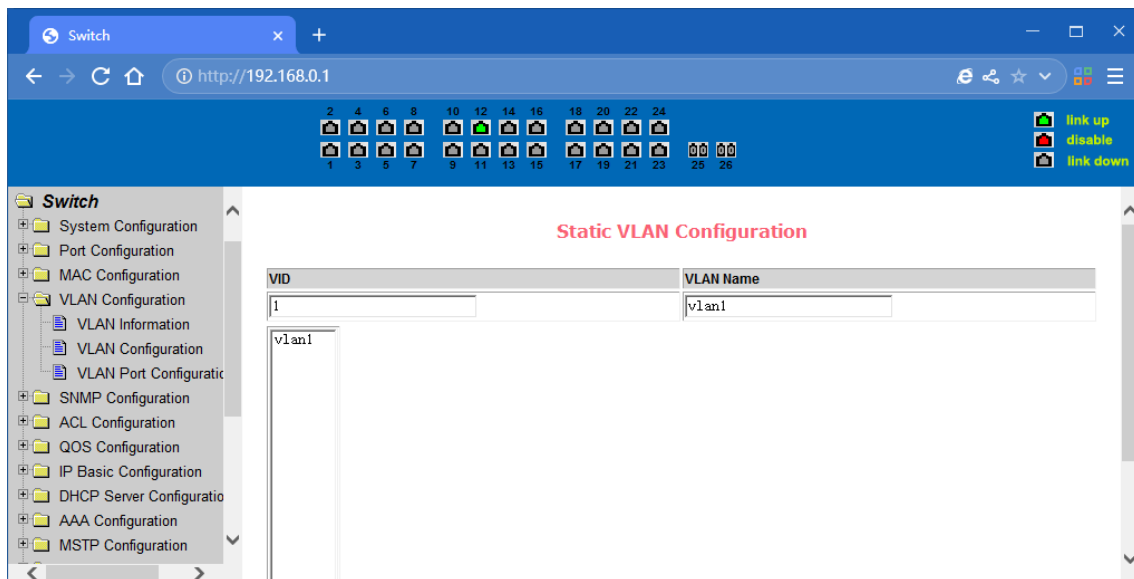 Switch
http://192.168.0.1
2 4 6 8 10 12 14 16 18 20 22 24
1 3 5 7 9 11 13 15 17 19 21 23 25 26
link up
disable
link down
Switch
System Configuration
Port Configuration
MAC Configuration
VLAN Configuration
VLAN Information
VLAN Configuration
VLAN Port Configuratic
SNMP Configuration
ACL Configuration
QOS Configuration
IP Basic Configuration
DHCP Server Configuratio
AAA Configuration
MSTP Configuration
Static VLAN Configuration
VID VLAN Name
1 vlan1
vlan1